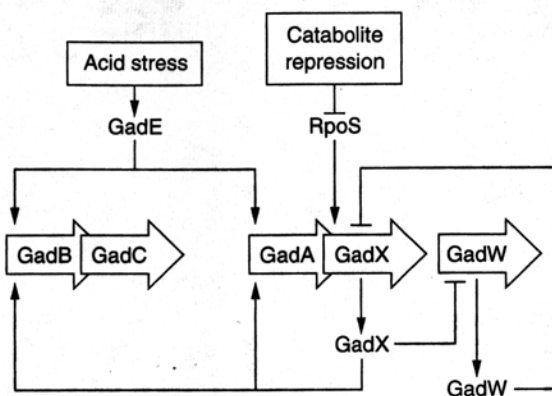 Acid stress
Catabolite
repression
GadE
RpoS
GadB
GadC
GadA
GadX
GadW
GadX
GadW